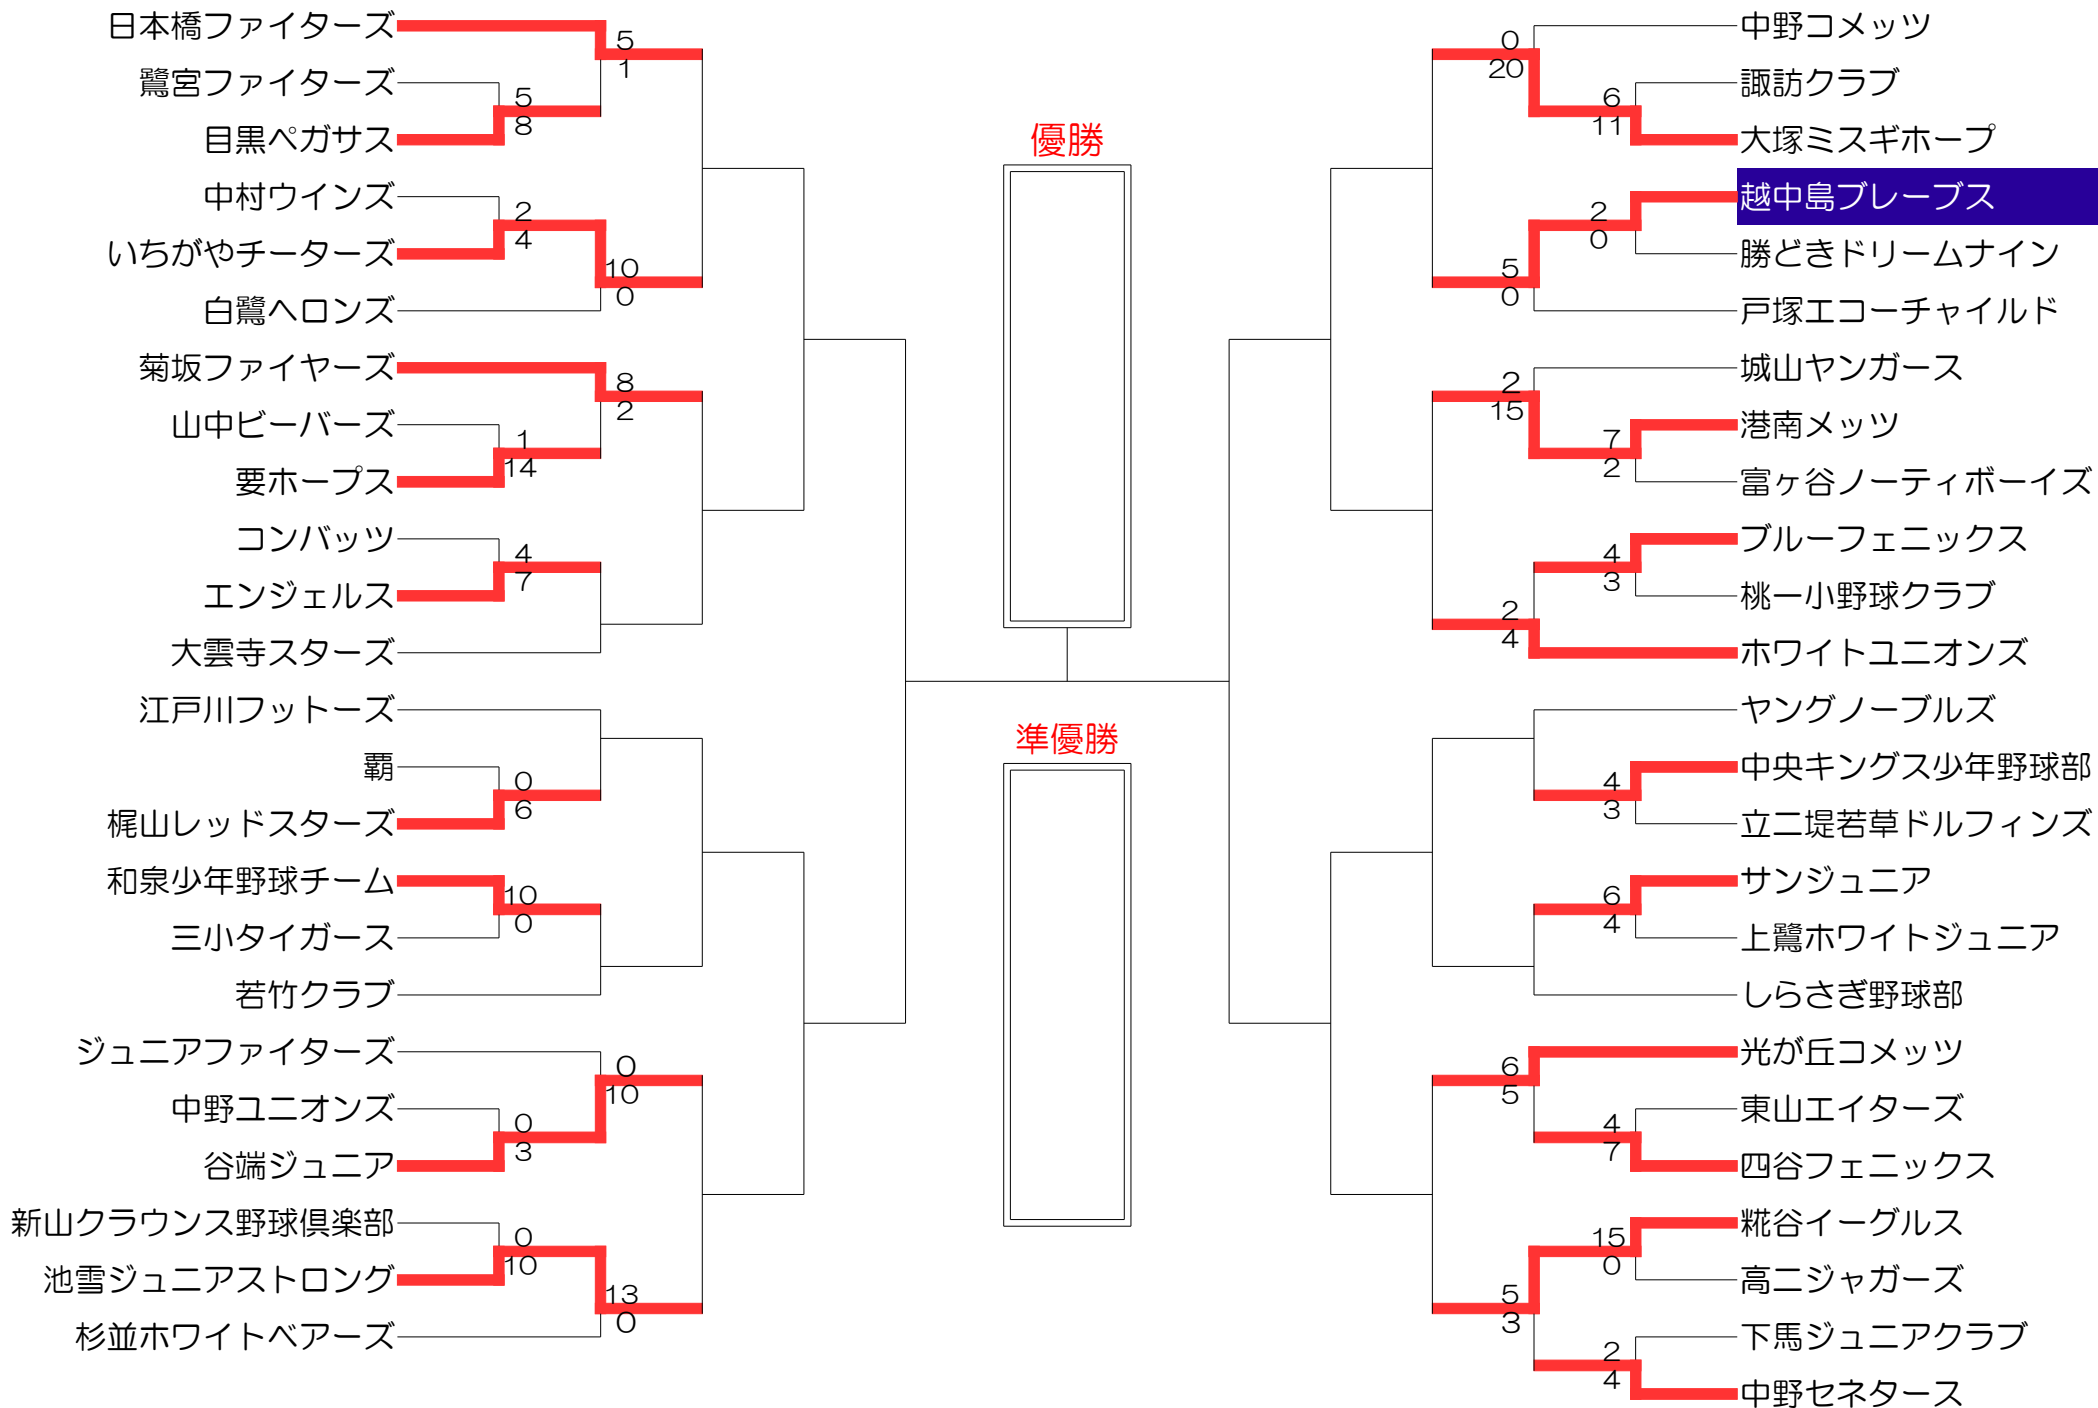 日本橋ファイターズ
鷺宮ファイターズ
目黒ペガサス
中村ウインズ
いちがやチーターズ
白鷺ヘロンズ
菊坂ファイヤーズ
山中ビーバーズ
要ホープス
コンバッツ
エンジェルス
大雲寺スターズ
江戸川フットーズ
覇
梶山レッドスターズ
和泉少年野球チーム
三小タイガース
若竹クラブ
ジュニアファイターズ
中野ユニオンズ
谷端ジュニア
新山クラウンス野球倶楽部
池雪ジュニアストロング
杉並ホワイトベアーズ
5
8
2
4
1
14
4
7
0
6
10
0
0
3
0
10
5
1
10
0
8
2
0
10
13
0
優勝
準優勝
0
20
5
0
2
15
2
4
6
5
5
3
6
11
2
0
7
2
4
3
4
3
6
4
4
7
15
0
2
4
中野コメッツ
諏訪クラブ
大塚ミスギホープ
越中島ブレーブス
勝どきドリームナイン
戸塚エコーチャイルド
城山ヤンガース
港南メッツ
富ヶ谷ノーティボーイズ
ブルーフェニックス
桃一小野球クラブ
ホワイトユニオンズ
ヤングノーブルズ
中央キングス少年野球部
立二堤若草ドルフィンズ
サンジュニア
上鷺ホワイトジュニア
しらさぎ野球部
光が丘コメッツ
東山エイターズ
四谷フェニックス
糀谷イーグルス
高二ジャガーズ
下馬ジュニアクラブ
中野セネタース